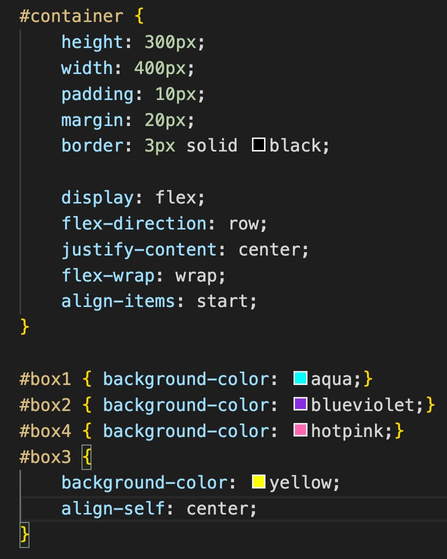 #container {
    height: 300px;
    width: 400px;
    padding: 10px;
    margin: 20px;
    border: 3px solid black;

    display: flex;
    flex-direction: row;
    justify-content: center;
    flex-wrap: wrap;
    align-items: start;
}

#box1 { background-color: aqua;}
#box2 { background-color: blueviolet;}
#box4 { background-color: hotpink;}
#box3 {
    background-color: yellow;
    align-self: center;
}